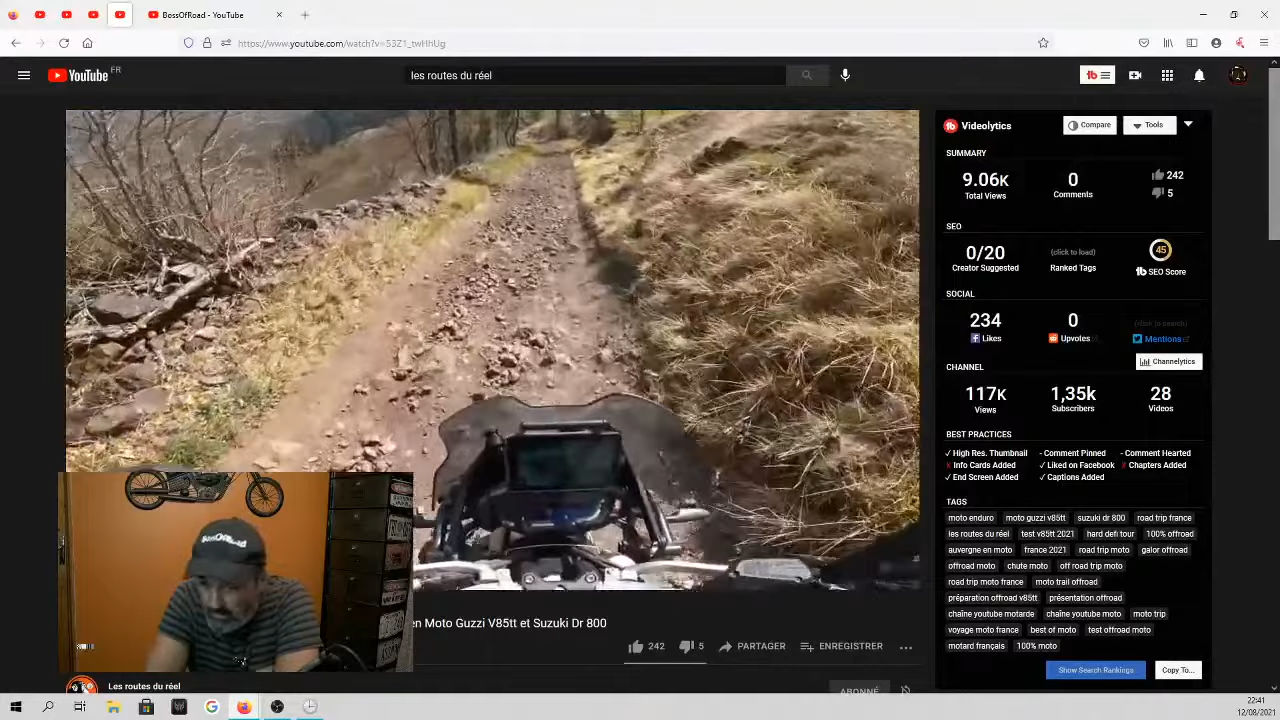 BossOfRoad - YouTube
https://www.youtube.com/watch?v=53Z1_twHhUg
YouTube FR
les routes du réel
Videolytics
Compare
Tools
SUMMARY
9.06K
0
242
Total Views
Comments
5
SEO
0/20
(click to load)
45
Creator Suggested
Ranked Tags
SEO Score
SOCIAL
234
0
(click to search)
Likes
Upvotes
Mentions
CHANNEL
Channelytics
117K
1,35k
28
Views
Subscribers
Videos
BEST PRACTICES
✓ High Res. Thumbnail
- Comment Pinned
- Comment Hearted
x Info Cards Added
✓ Liked on Facebook
x Chapters Added
✓ End Screen Added
✓ Captions Added
TAGS
moto enduro moto guzzi v85tt suzuki dr 800 road trip france
les routes du réel test v85tt 2021 hard defi tour 100% offroad
auvergne en moto france 2021 road trip moto galor offroad
offroad moto chute moto off road trip moto
road trip moto france moto trail offroad
préparation offroad v85tt présentation offroad
chaîne youtube motarde chaîne youtube moto moto trip
voyage moto france best of moto test offroad moto
motard français 100% moto
Show Search Rankings
Copy To...
BossOfRoad
en Moto Guzzi V85tt et Suzuki Dr 800
242
5
PARTAGER
ENREGISTRER
Les routes du réel
ABONNÉ
22:41
12/08/2021